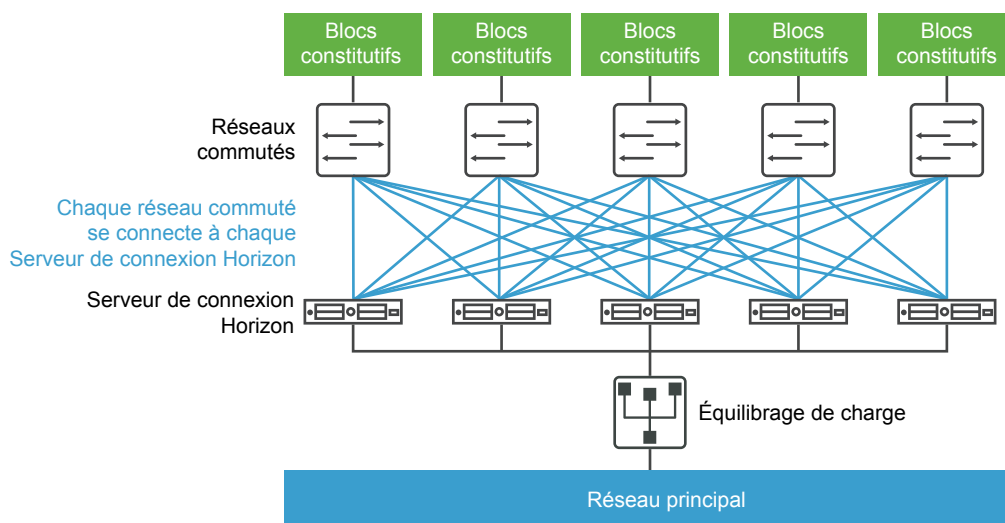 Blocs
constitutifs
Blocs
constitutifs
Blocs
constitutifs
Blocs
constitutifs
Blocs
constitutifs
Réseaux
commutés
Chaque réseau commuté
se connecte à chaque
Serveur de connexion Horizon
Serveur de connexion
Horizon
Équilibrage de charge
Réseau principal